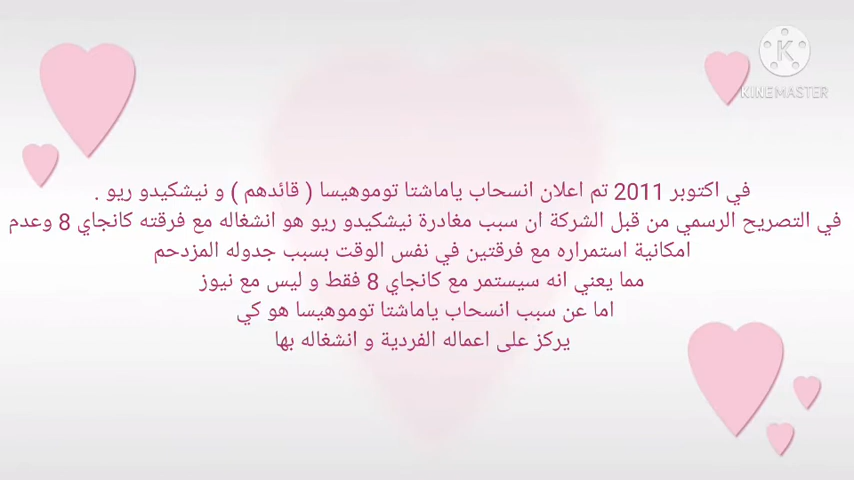 KINEMASTER
في اكتوبر 2011 تم اعلان انسحاب ياماشتا توموهيسا ( قائدهم ) و نيشكيدو ريو .
في التصريح الرسمي من قبل الشركة ان سبب مغادرة نيشكيدو ريو هو انشغاله مع فرقته كانجاي 8 وعدم
امكانية استمراره مع فرقتين في نفس الوقت بسبب جدوله المزدحم
مما يعني انه سيستمر مع كانجاي 8 فقط و ليس مع نيوز
اما عن سبب انسحاب ياماشتا توموهيسا هو كي
يركز على اعماله الفردية و انشغاله بها